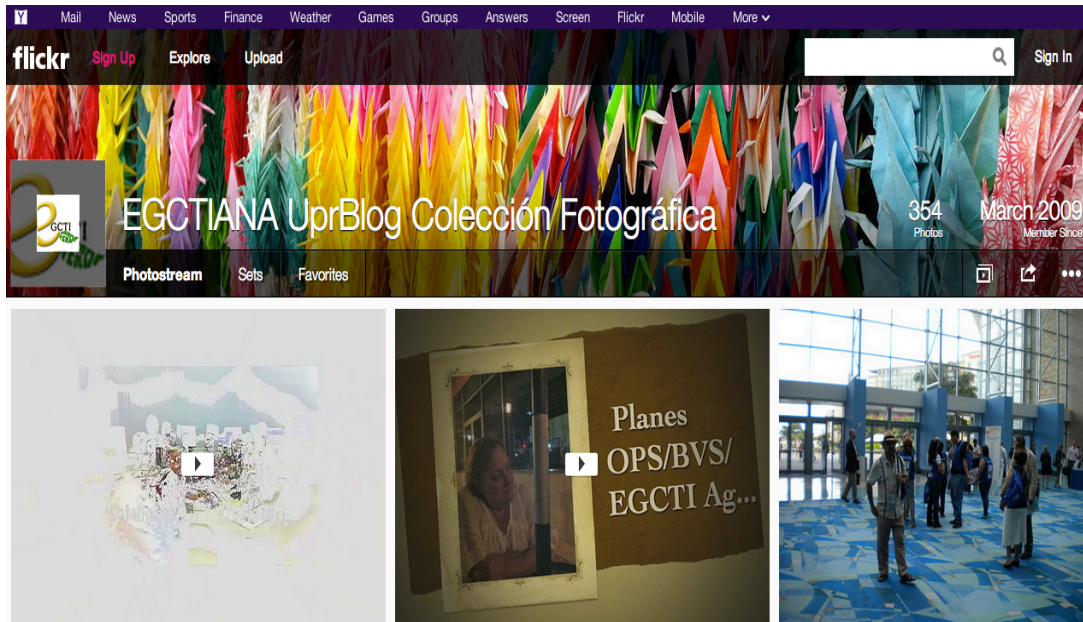 Y Mail News Sports Finance Weather Games Groups Answers Screen Flickr Mobile More
flickr Sign Up Explore Upload Sign In
EGCTIANA UprBlog Colección Fotográfica
354
Photos
March 2009
Member Since
EGCTI
Photostream Sets Favorites
Planes
OPS/BVS/
EGCTI Ag...